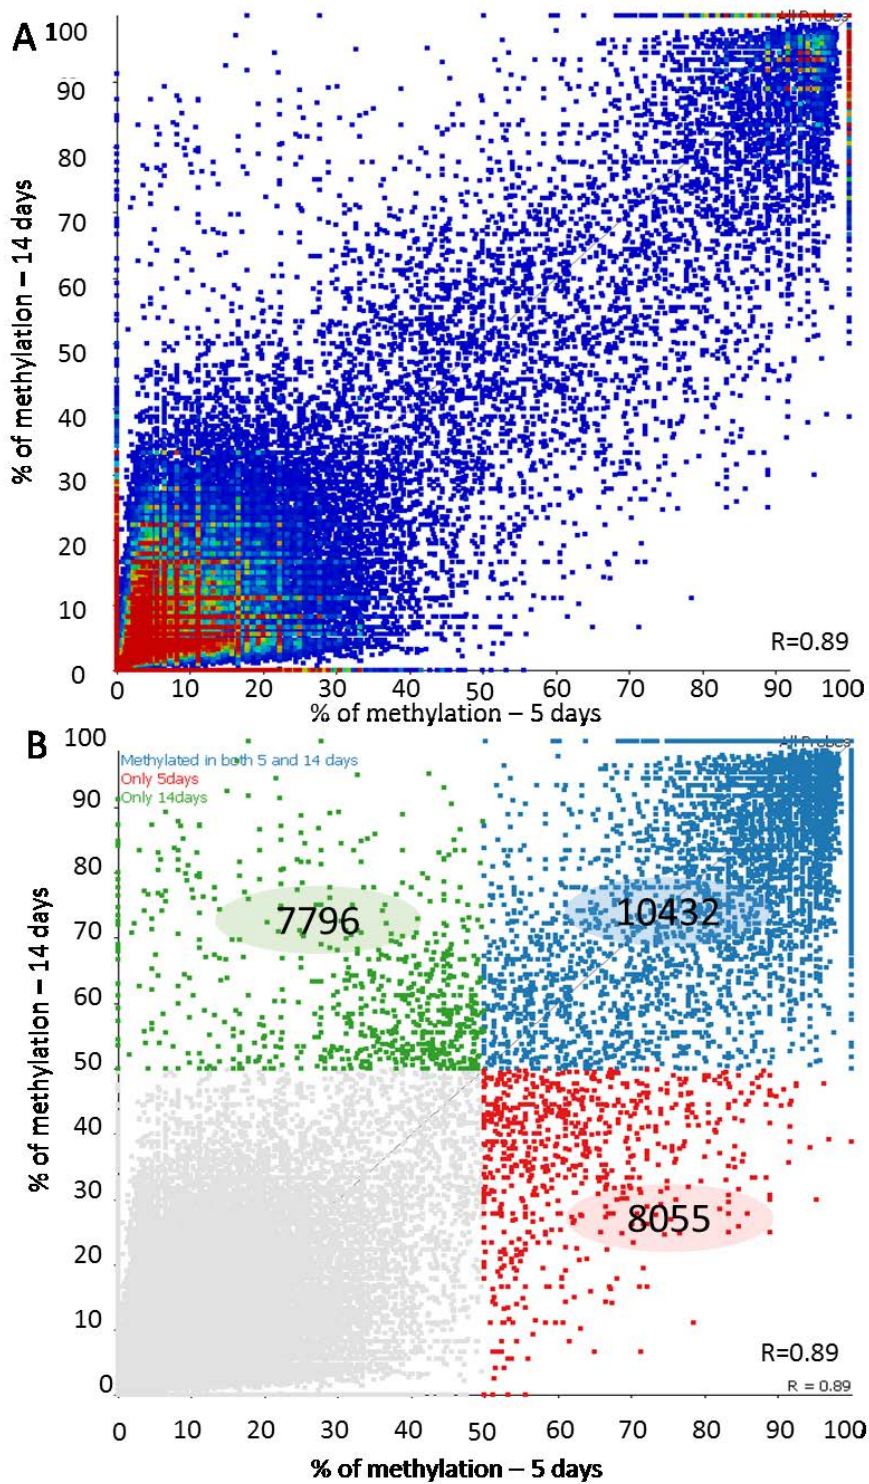 A
100
All Probes
90
80
70
60
50
40
30
20
10
0
% of methylation – 14 days
R=0.89
0 10 20 30 40 50 60 70 80 90 100
% of methylation – 5 days
B
100
All Probes
Methylated in both 5 and 14 days
Only 5days
Only 14days
90
80
70
60
50
40
30
20
10
0
% of methylation – 14 days
7796
10432
8055
R=0.89
R = 0.89
0 10 20 30 40 50 60 70 80 90 100
% of methylation – 5 days